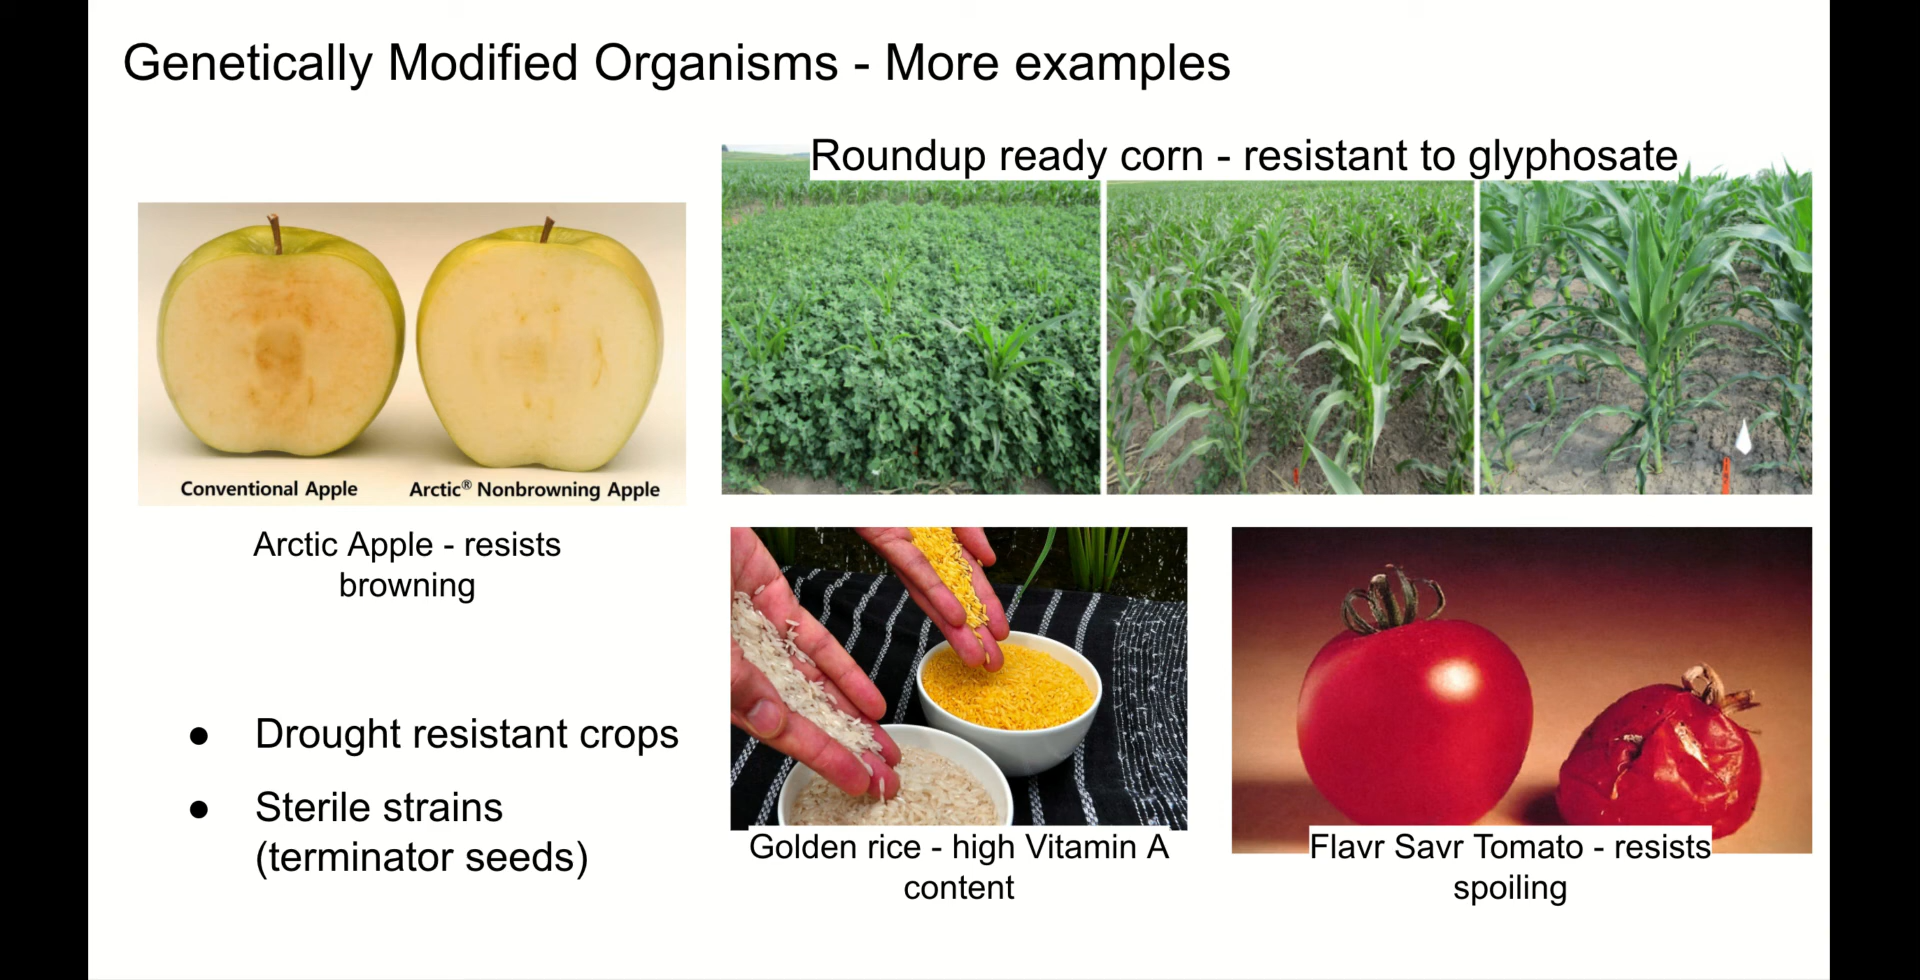 Genetically Modified Organisms - More examples
Roundup ready corn - resistant to glyphosate
Conventional Apple
Arctic® Nonbrowning Apple
Arctic Apple - resists
browning
● Drought resistant crops
● Sterile strains
(terminator seeds)
Golden rice - high Vitamin A
content
Flavr Savr Tomato - resists
spoiling